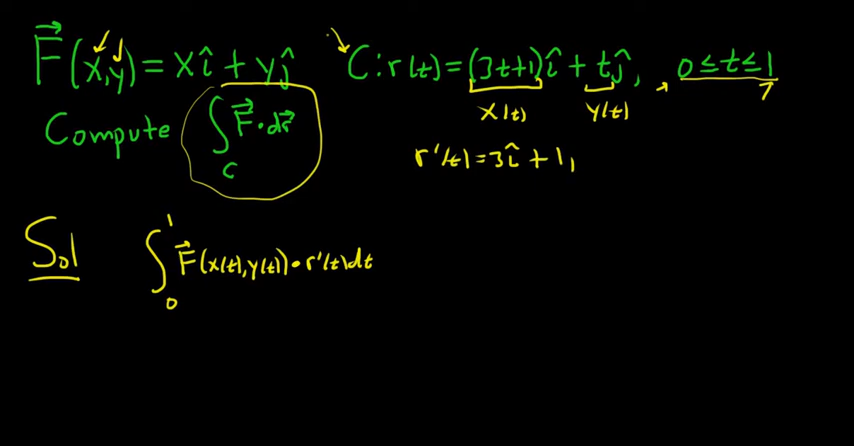 F⃗(x,y) = xî + yĵ   C: r(t) = (3t+1)î + tĵ, 0 ≤ t ≤ 1
x(t)   y(t)
Compute ∫_C F⃗ · dr⃗
r'(t) = 3î + 1
Sol   ∫_0^1 F⃗(x(t), y(t)) · r'(t)dt